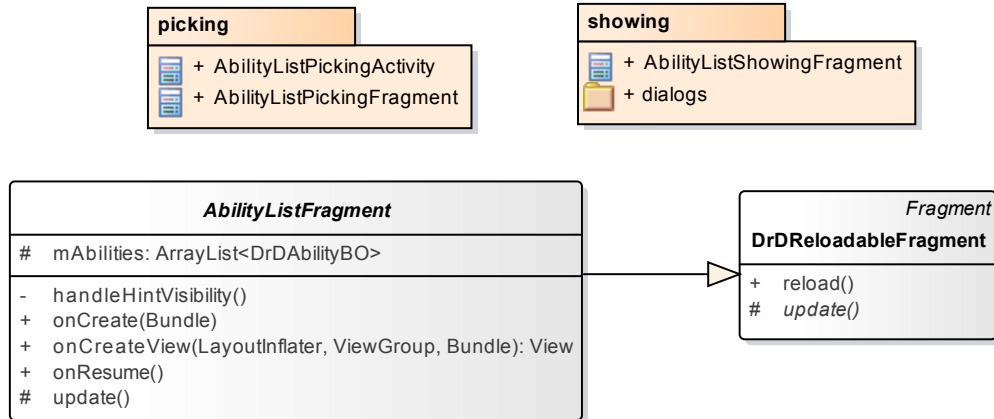 picking
+ AbilityListPickingActivity
+ AbilityListPickingFragment
showing
+ AbilityListShowingFragment
+ dialogs
AbilityListFragment
# mAbilities: ArrayList<DrDAbilityBO>
- handleHintVisibility()
+ onCreate(Bundle)
+ onCreateView(LayoutInflater, ViewGroup, Bundle): View
+ onResume()
# update()
Fragment
DrDReloadableFragment
+ reload()
# update()